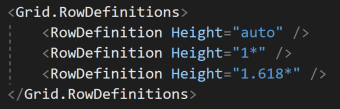 <Grid.RowDefinitions>
    <RowDefinition Height="auto" />
    <RowDefinition Height="1*" />
    <RowDefinition Height="1.618*" />
</Grid.RowDefinitions>